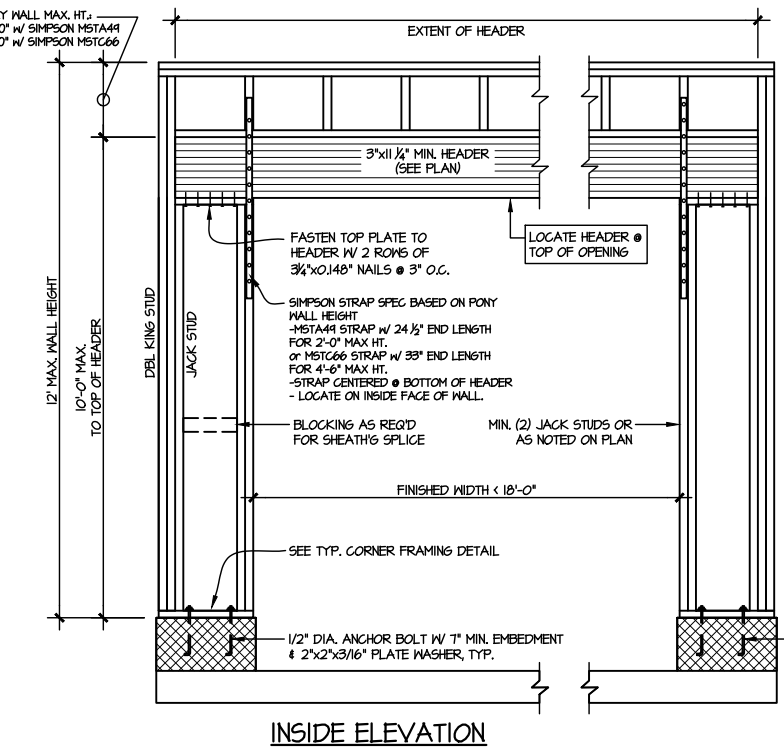 Y WALL MAX. HT.:
0" W/ SIMPSON MSTA49
0" W/ SIMPSON MSTC66
EXTENT OF HEADER
3"x11 1/4" MIN. HEADER
(SEE PLAN)
FASTEN TOP PLATE TO
HEADER W/ 2 ROWS OF
3 1/4"x0.148" NAILS @ 3" O.C.
LOCATE HEADER @
TOP OF OPENING
SIMPSON STRAP SPEC BASED ON PONY
WALL HEIGHT
-MSTA49 STRAP W/ 24 1/2" END LENGTH
FOR 2'-0" MAX HT.
or MSTC66 STRAP W/ 33" END LENGTH
FOR 4'-6" MAX HT.
-STRAP CENTERED @ BOTTOM OF HEADER
- LOCATE ON INSIDE FACE OF WALL.
12' MAX. WALL HEIGHT
10'-0" MAX.
TO TOP OF HEADER
DBL KING STUD
JACK STUD
BLOCKING AS REQ'D
FOR SHEATH'G SPLICE
MIN. (2) JACK STUDS OR
AS NOTED ON PLAN
FINISHED WIDTH < 18'-0"
SEE TYP. CORNER FRAMING DETAIL
1/2" DIA. ANCHOR BOLT W/ 7" MIN. EMBEDMENT
& 2"x2"x3/16" PLATE WASHER, TYP.
INSIDE ELEVATION